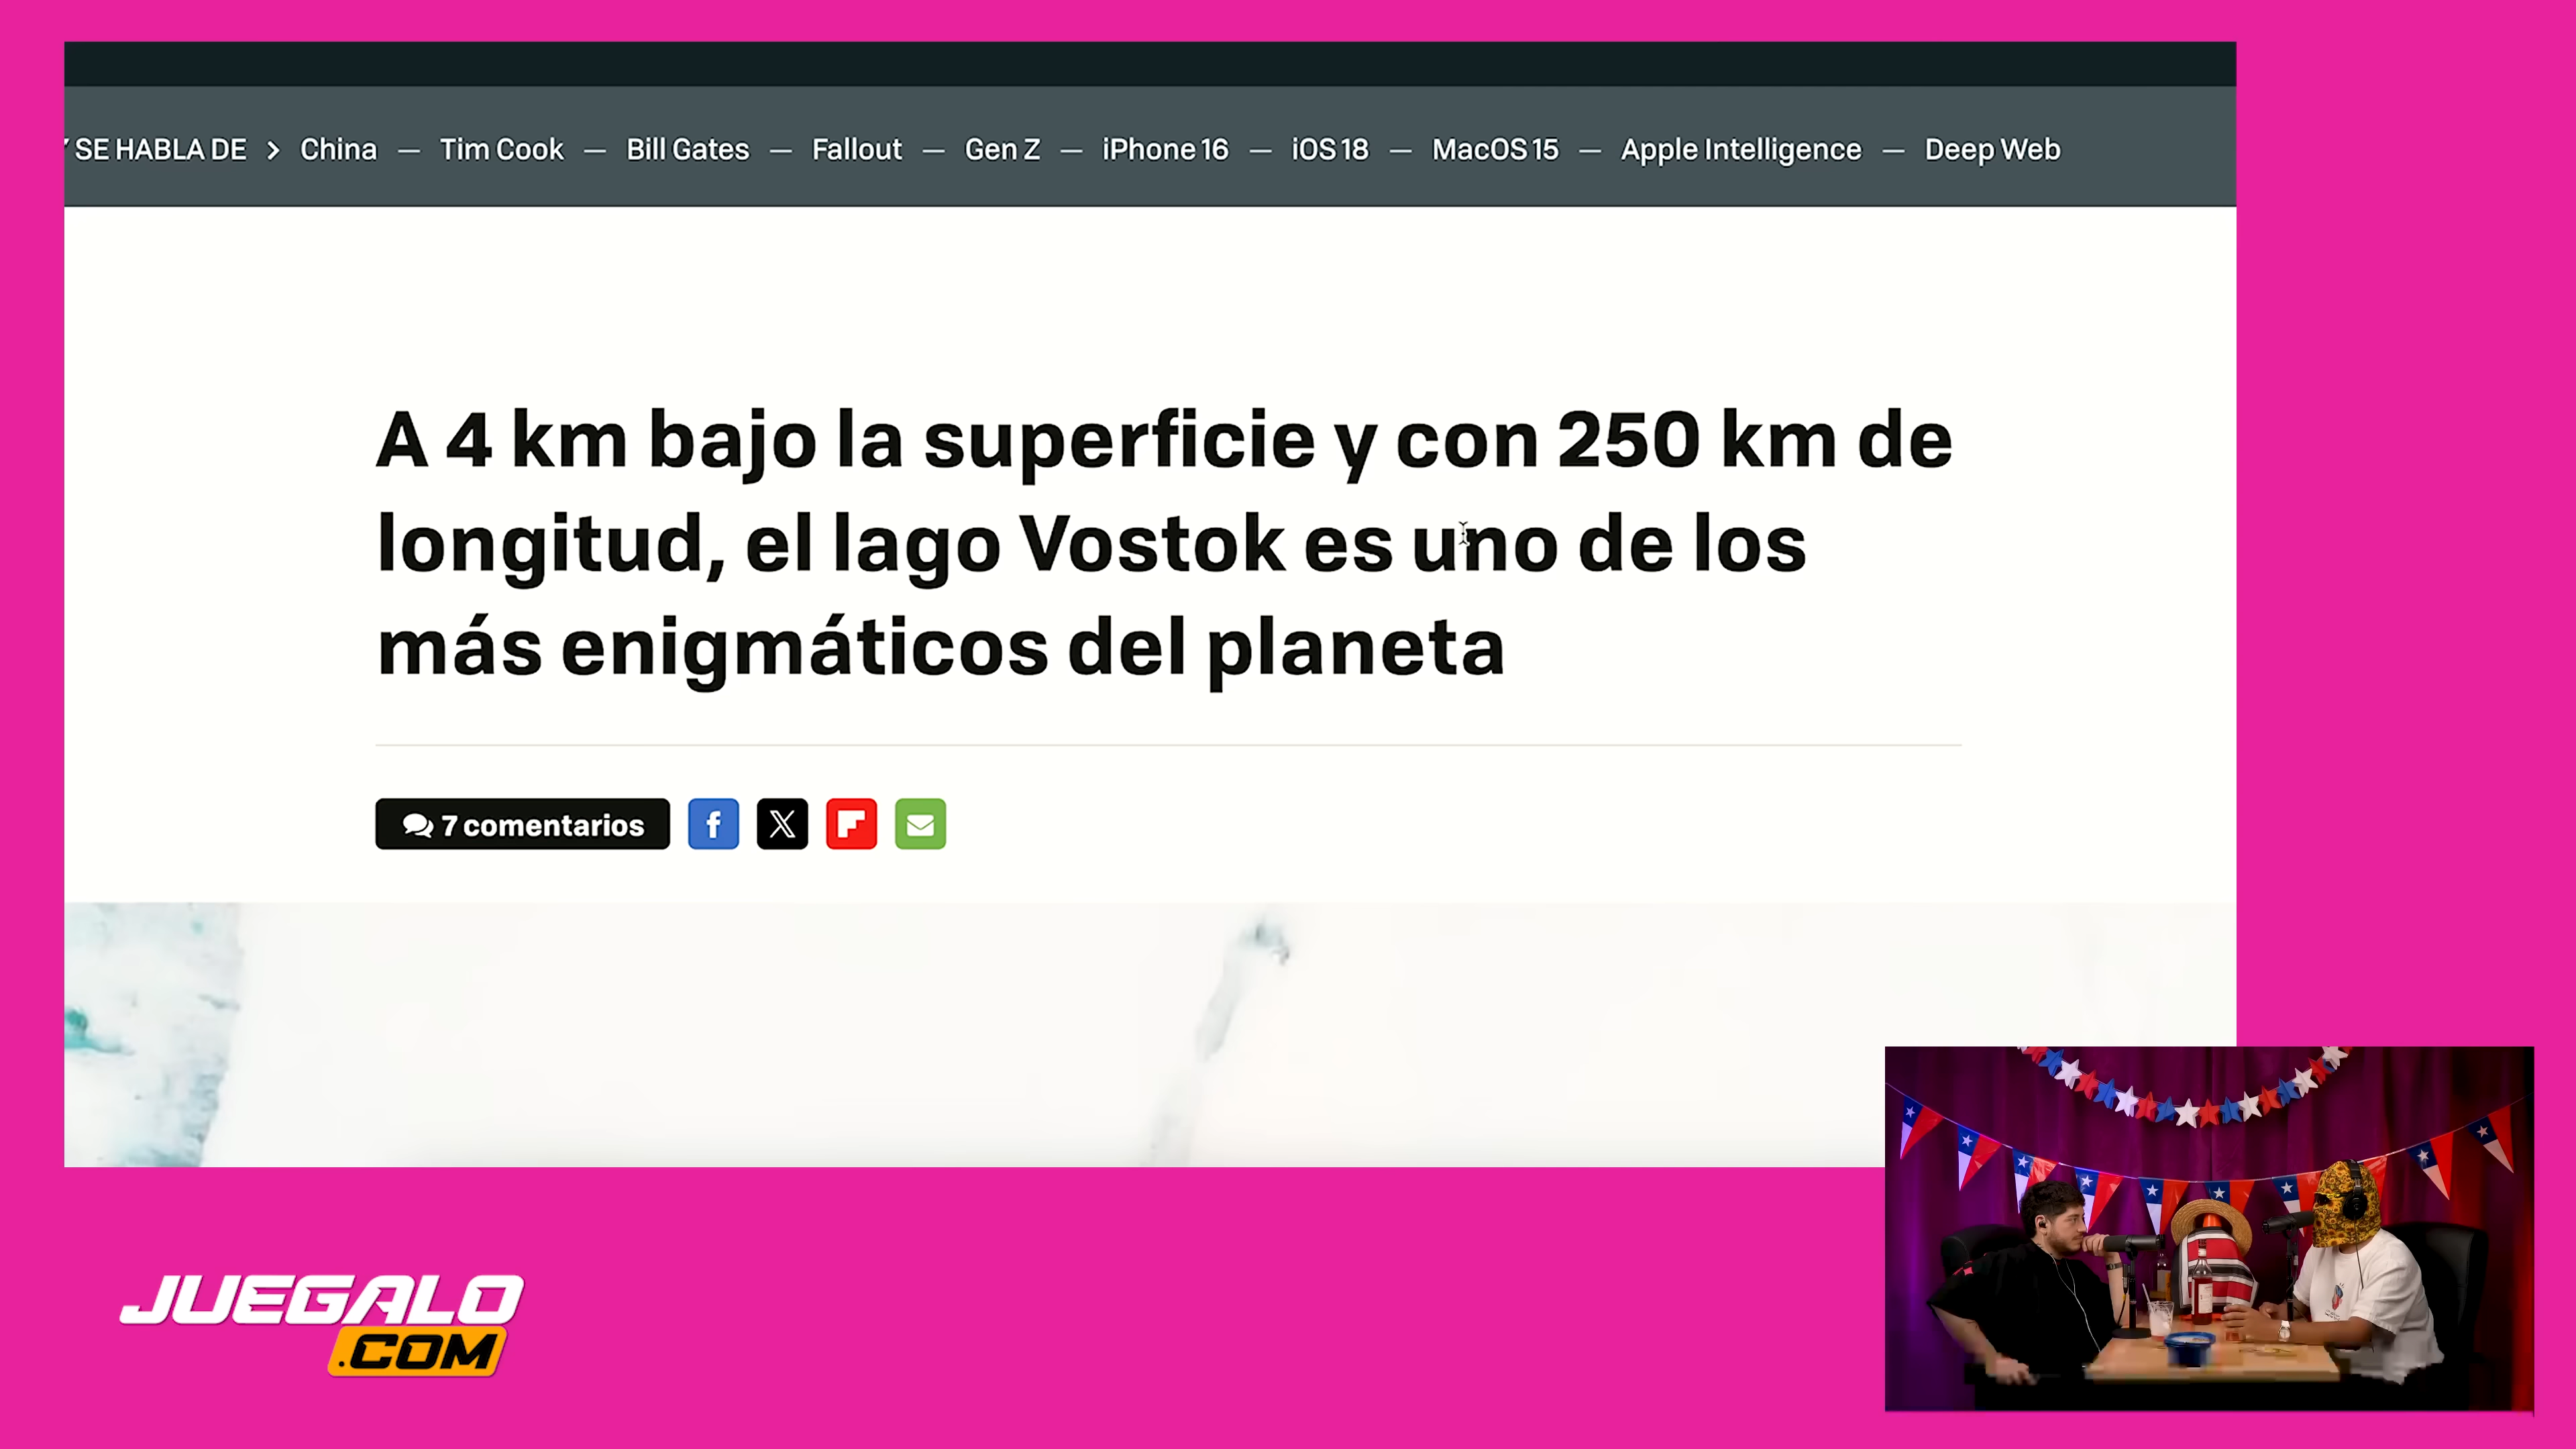 SE HABLA DE > China — Tim Cook — Bill Gates — Fallout — Gen Z — iPhone 16 — iOS 18 — MacOS 15 — Apple Intelligence — Deep Web
A 4 km bajo la superficie y con 250 km de
longitud, el lago Vostok es uno de los
más enigmáticos del planeta
7 comentarios
JUEGALO
.COM